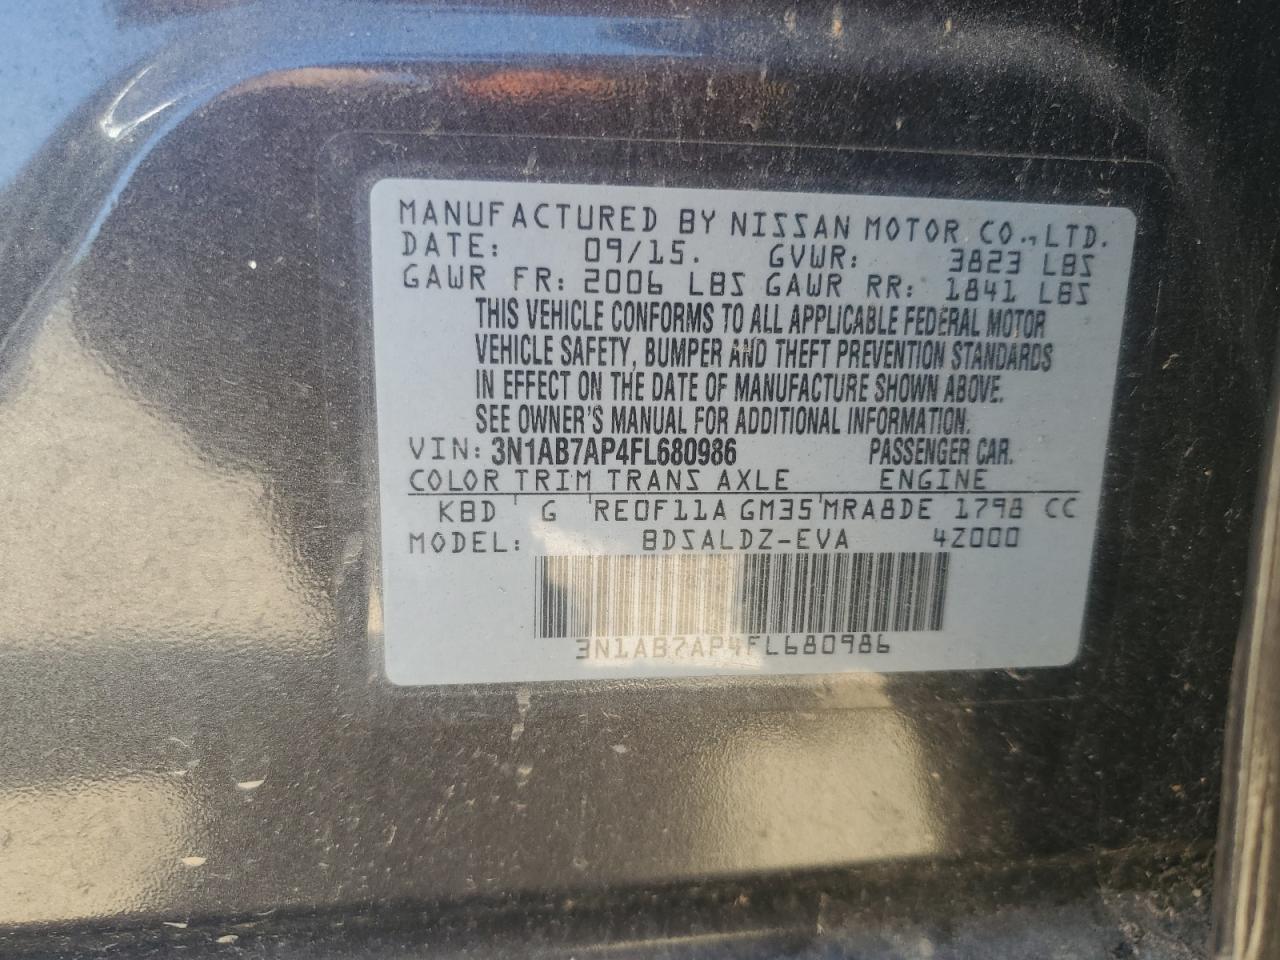 MANUFACTURED BY NISSAN MOTOR CO., LTD.
DATE: 09/15. GVWR: 3823 LBS
GAWR FR: 2006 LBS GAWR RR: 1841 LBS
THIS VEHICLE CONFORMS TO ALL APPLICABLE FEDERAL MOTOR
VEHICLE SAFETY, BUMPER AND THEFT PREVENTION STANDARDS
IN EFFECT ON THE DATE OF MANUFACTURE SHOWN ABOVE.
SEE OWNER'S MANUAL FOR ADDITIONAL INFORMATION.
VIN: 3N1AB7AP4FL680986 PASSENGER CAR.
COLOR TRIM TRANS AXLE ENGINE
KBD G RE0F11A GM35 MRA8DE 1798 CC
MODEL: BDSALDZ-EVA 4Z000
3N1AB7AP4FL680986